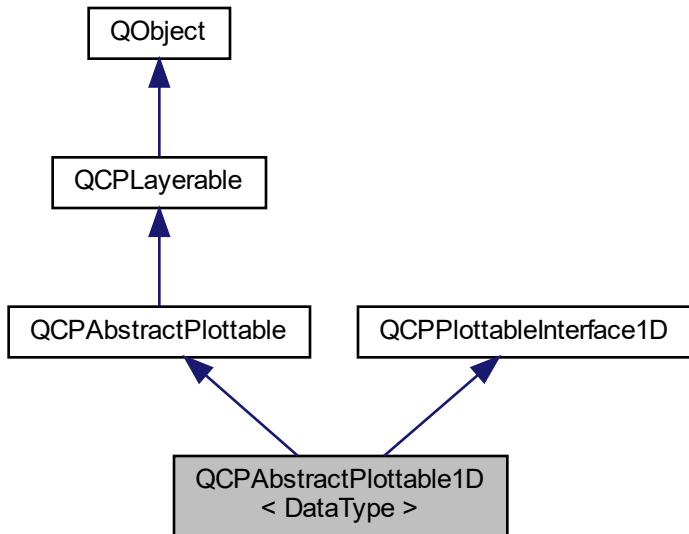 QObject
QCPLayerable
QCPAbstractPlottable
QCPPlottableInterface1D
QCPAbstractPlottable1D
< DataType >